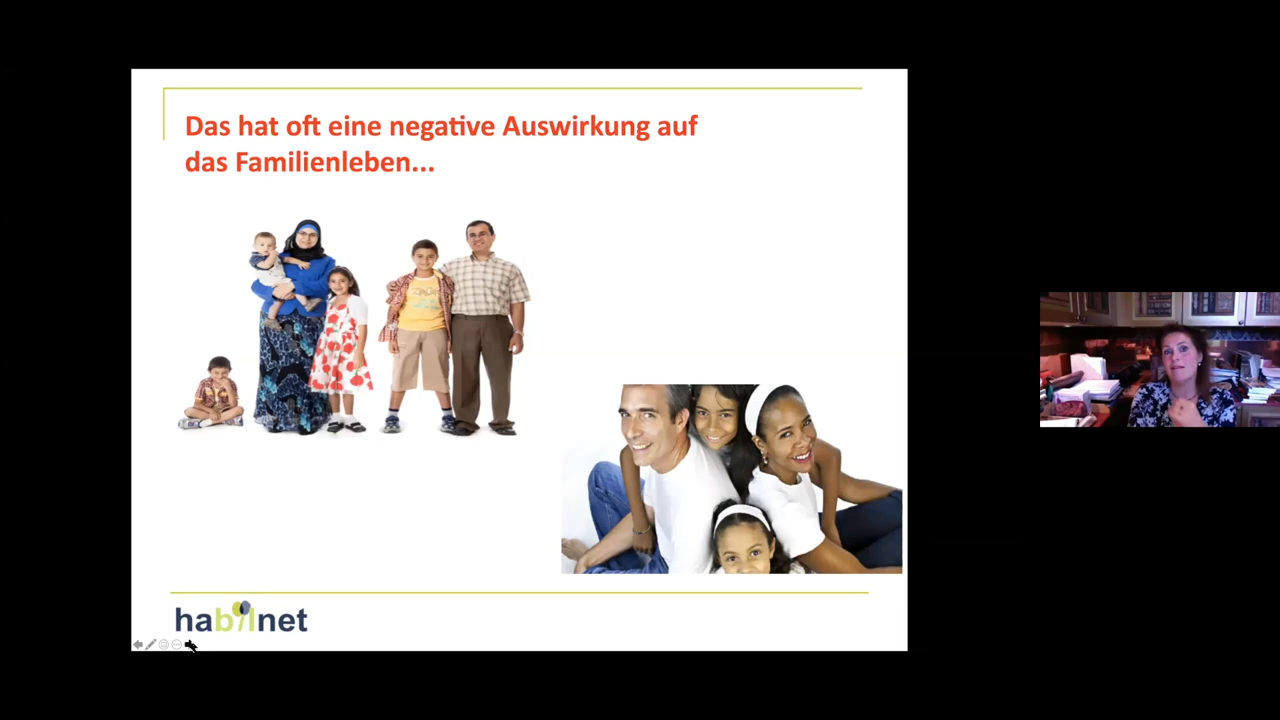 Das hat oft eine negative Auswirkung auf
das Familienleben...
habilnet